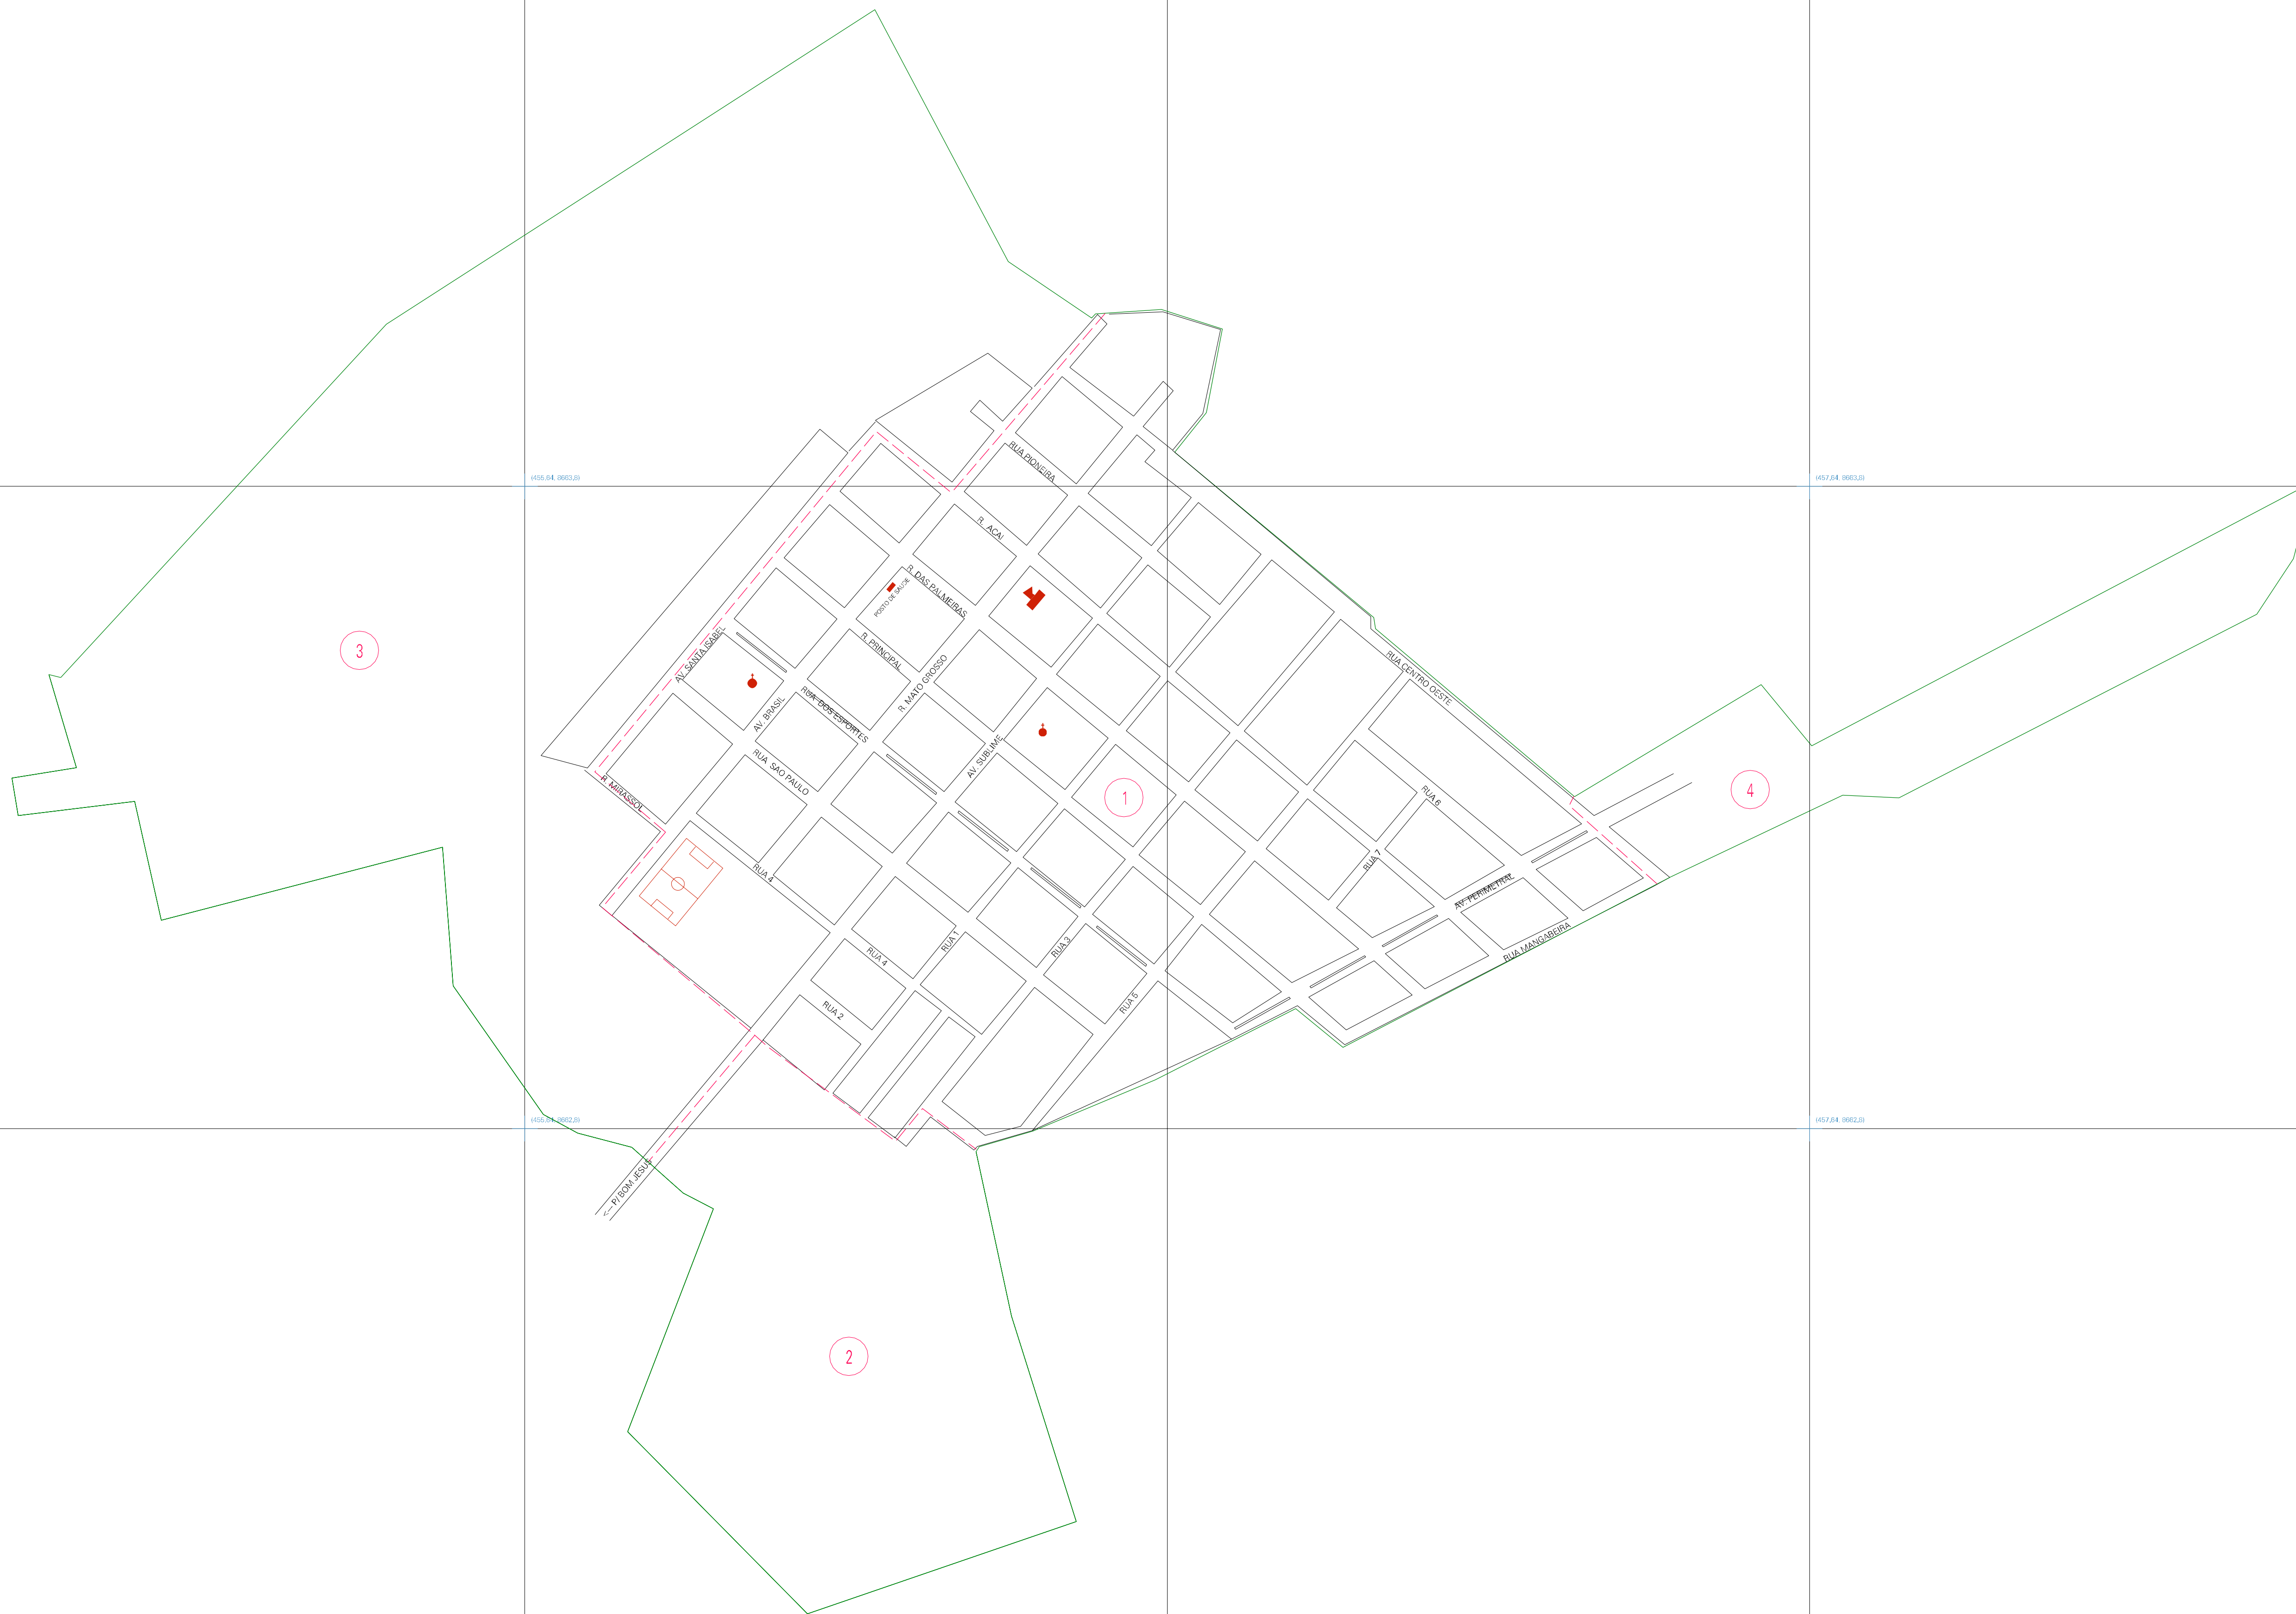 RUA PIONEIRA
(455,64, 8663,8)
(457,64, 8663,8)
R. ACAI
R. DAS PALMEIRAS
POSTO DE SAUDE
R. PRINCIPAL
AV. SANTA ISABEL
3
R. MATO GROSSO
RUA CENTRO OESTE
RUA DOS ESPORTES
AV. BRASIL
AV. SUBLIME
RUA SAO PAULO
R. MIRASSOL
1
4
RUA 6
RUA 7
RUA 4
AV. PERIMETRAL
RUA MANGABEIRA
RUA 1
RUA 3
RUA 4
RUA 5
RUA 2
(455,64, 8662,8)
(457,64, 8662,8)
<--- P/ BOM JESUS
2